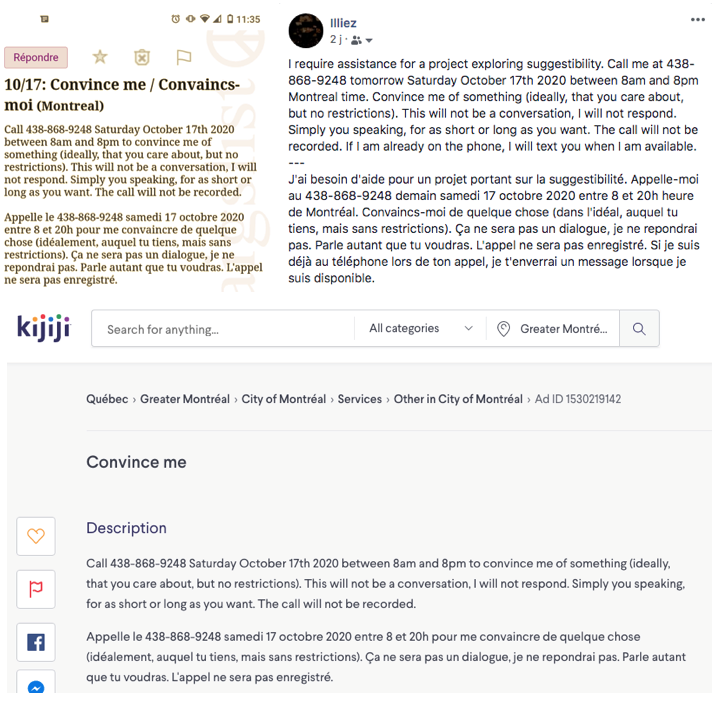 11:35
Répondre
10/17: Convince me / Convaincs-
moi (Montreal)
Call 438-868-9248 Saturday October 17th 2020
between 8am and 8pm to convince me of
something (ideally, that you care about, but no
restrictions). This will not be a conversation, I will
not respond. Simply you speaking, for as short or
long as you want. The call will not be recorded.
Appelle le 438-868-9248 samedi 17 octobre 2020
entre 8 et 20h pour me convaincre de quelque
chose (idéalement, auquel tu tiens, mais sans
restrictions). Ça ne sera pas un dialogue, je ne
repondrai pas. Parle autant que tu voudras. L'appel
ne sera pas enregistré.
Illiez
2 j ·
I require assistance for a project exploring suggestibility. Call me at 438-
868-9248 tomorrow Saturday October 17th 2020 between 8am and 8pm
Montreal time. Convince me of something (ideally, that you care about,
but no restrictions). This will not be a conversation, I will not respond.
Simply you speaking, for as short or long as you want. The call will not be
recorded. If I am already on the phone, I will text you when I am available.
---
J'ai besoin d'aide pour un projet portant sur la suggestibilité. Appelle-moi
au 438-868-9248 demain samedi 17 octobre 2020 entre 8 et 20h heure
de Montréal. Convaincs-moi de quelque chose (dans l'idéal, auquel tu
tiens, mais sans restrictions). Ça ne sera pas un dialogue, je ne repondrai
pas. Parle autant que tu voudras. L'appel ne sera pas enregistré. Si je suis
déjà au téléphone lors de ton appel, je t'enverrai un message lorsque je
suis disponible.
kijiji
Search for anything...
All categories
Greater Montré...
Québec › Greater Montréal › City of Montréal › Services › Other in City of Montréal › Ad ID 1530219142
Convince me
Description
Call 438-868-9248 Saturday October 17th 2020 between 8am and 8pm to convince me of something (ideally,
that you care about, but no restrictions). This will not be a conversation, I will not respond. Simply you speaking,
for as short or long as you want. The call will not be recorded.
Appelle le 438-868-9248 samedi 17 octobre 2020 entre 8 et 20h pour me convaincre de quelque chose
(idéalement, auquel tu tiens, mais sans restrictions). Ça ne sera pas un dialogue, je ne repondrai pas. Parle autant
que tu voudras. L'appel ne sera pas enregistré.